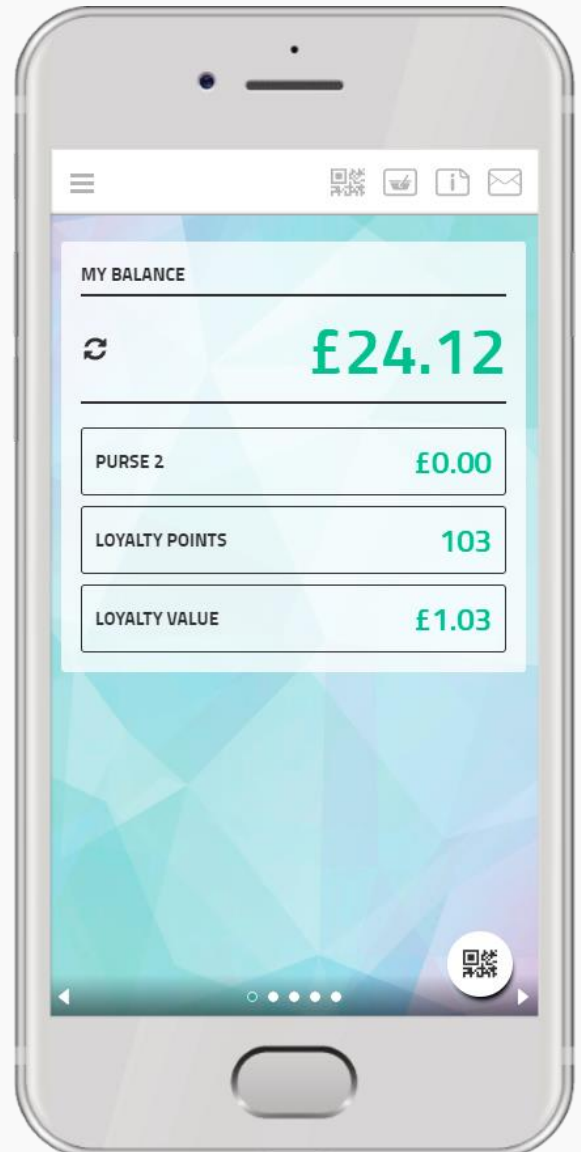 MY BALANCE
£24.12
PURSE 2 £0.00
LOYALTY POINTS 103
LOYALTY VALUE £1.03